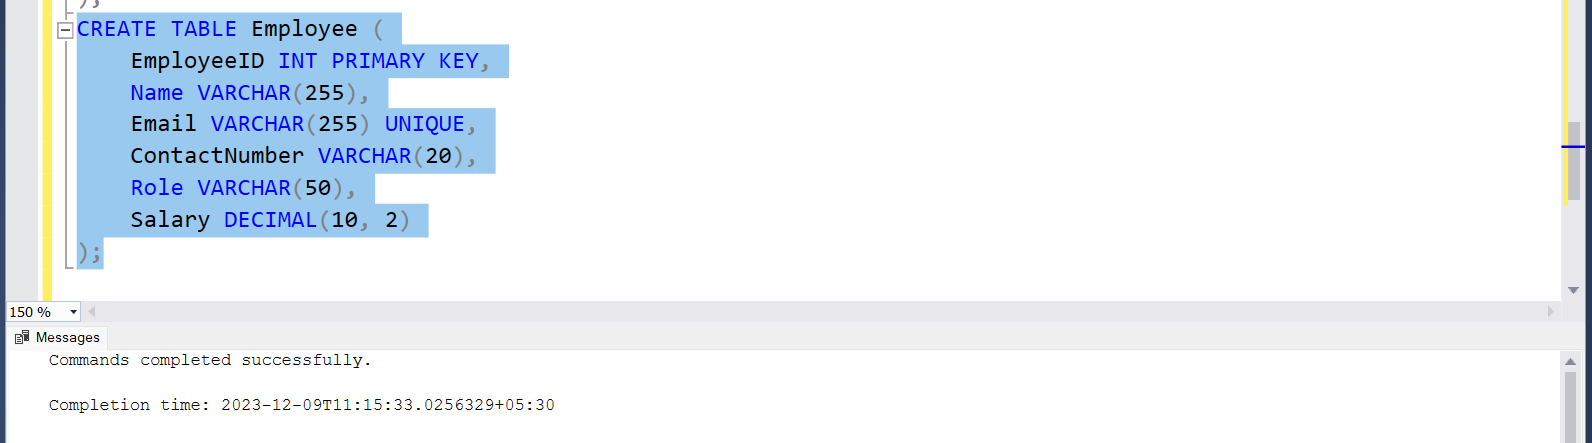 );
CREATE TABLE Employee (
    EmployeeID INT PRIMARY KEY,
    Name VARCHAR(255),
    Email VARCHAR(255) UNIQUE,
    ContactNumber VARCHAR(20),
    Role VARCHAR(50),
    Salary DECIMAL(10, 2)
);
150 %
Messages
Commands completed successfully.
Completion time: 2023-12-09T11:15:33.0256329+05:30